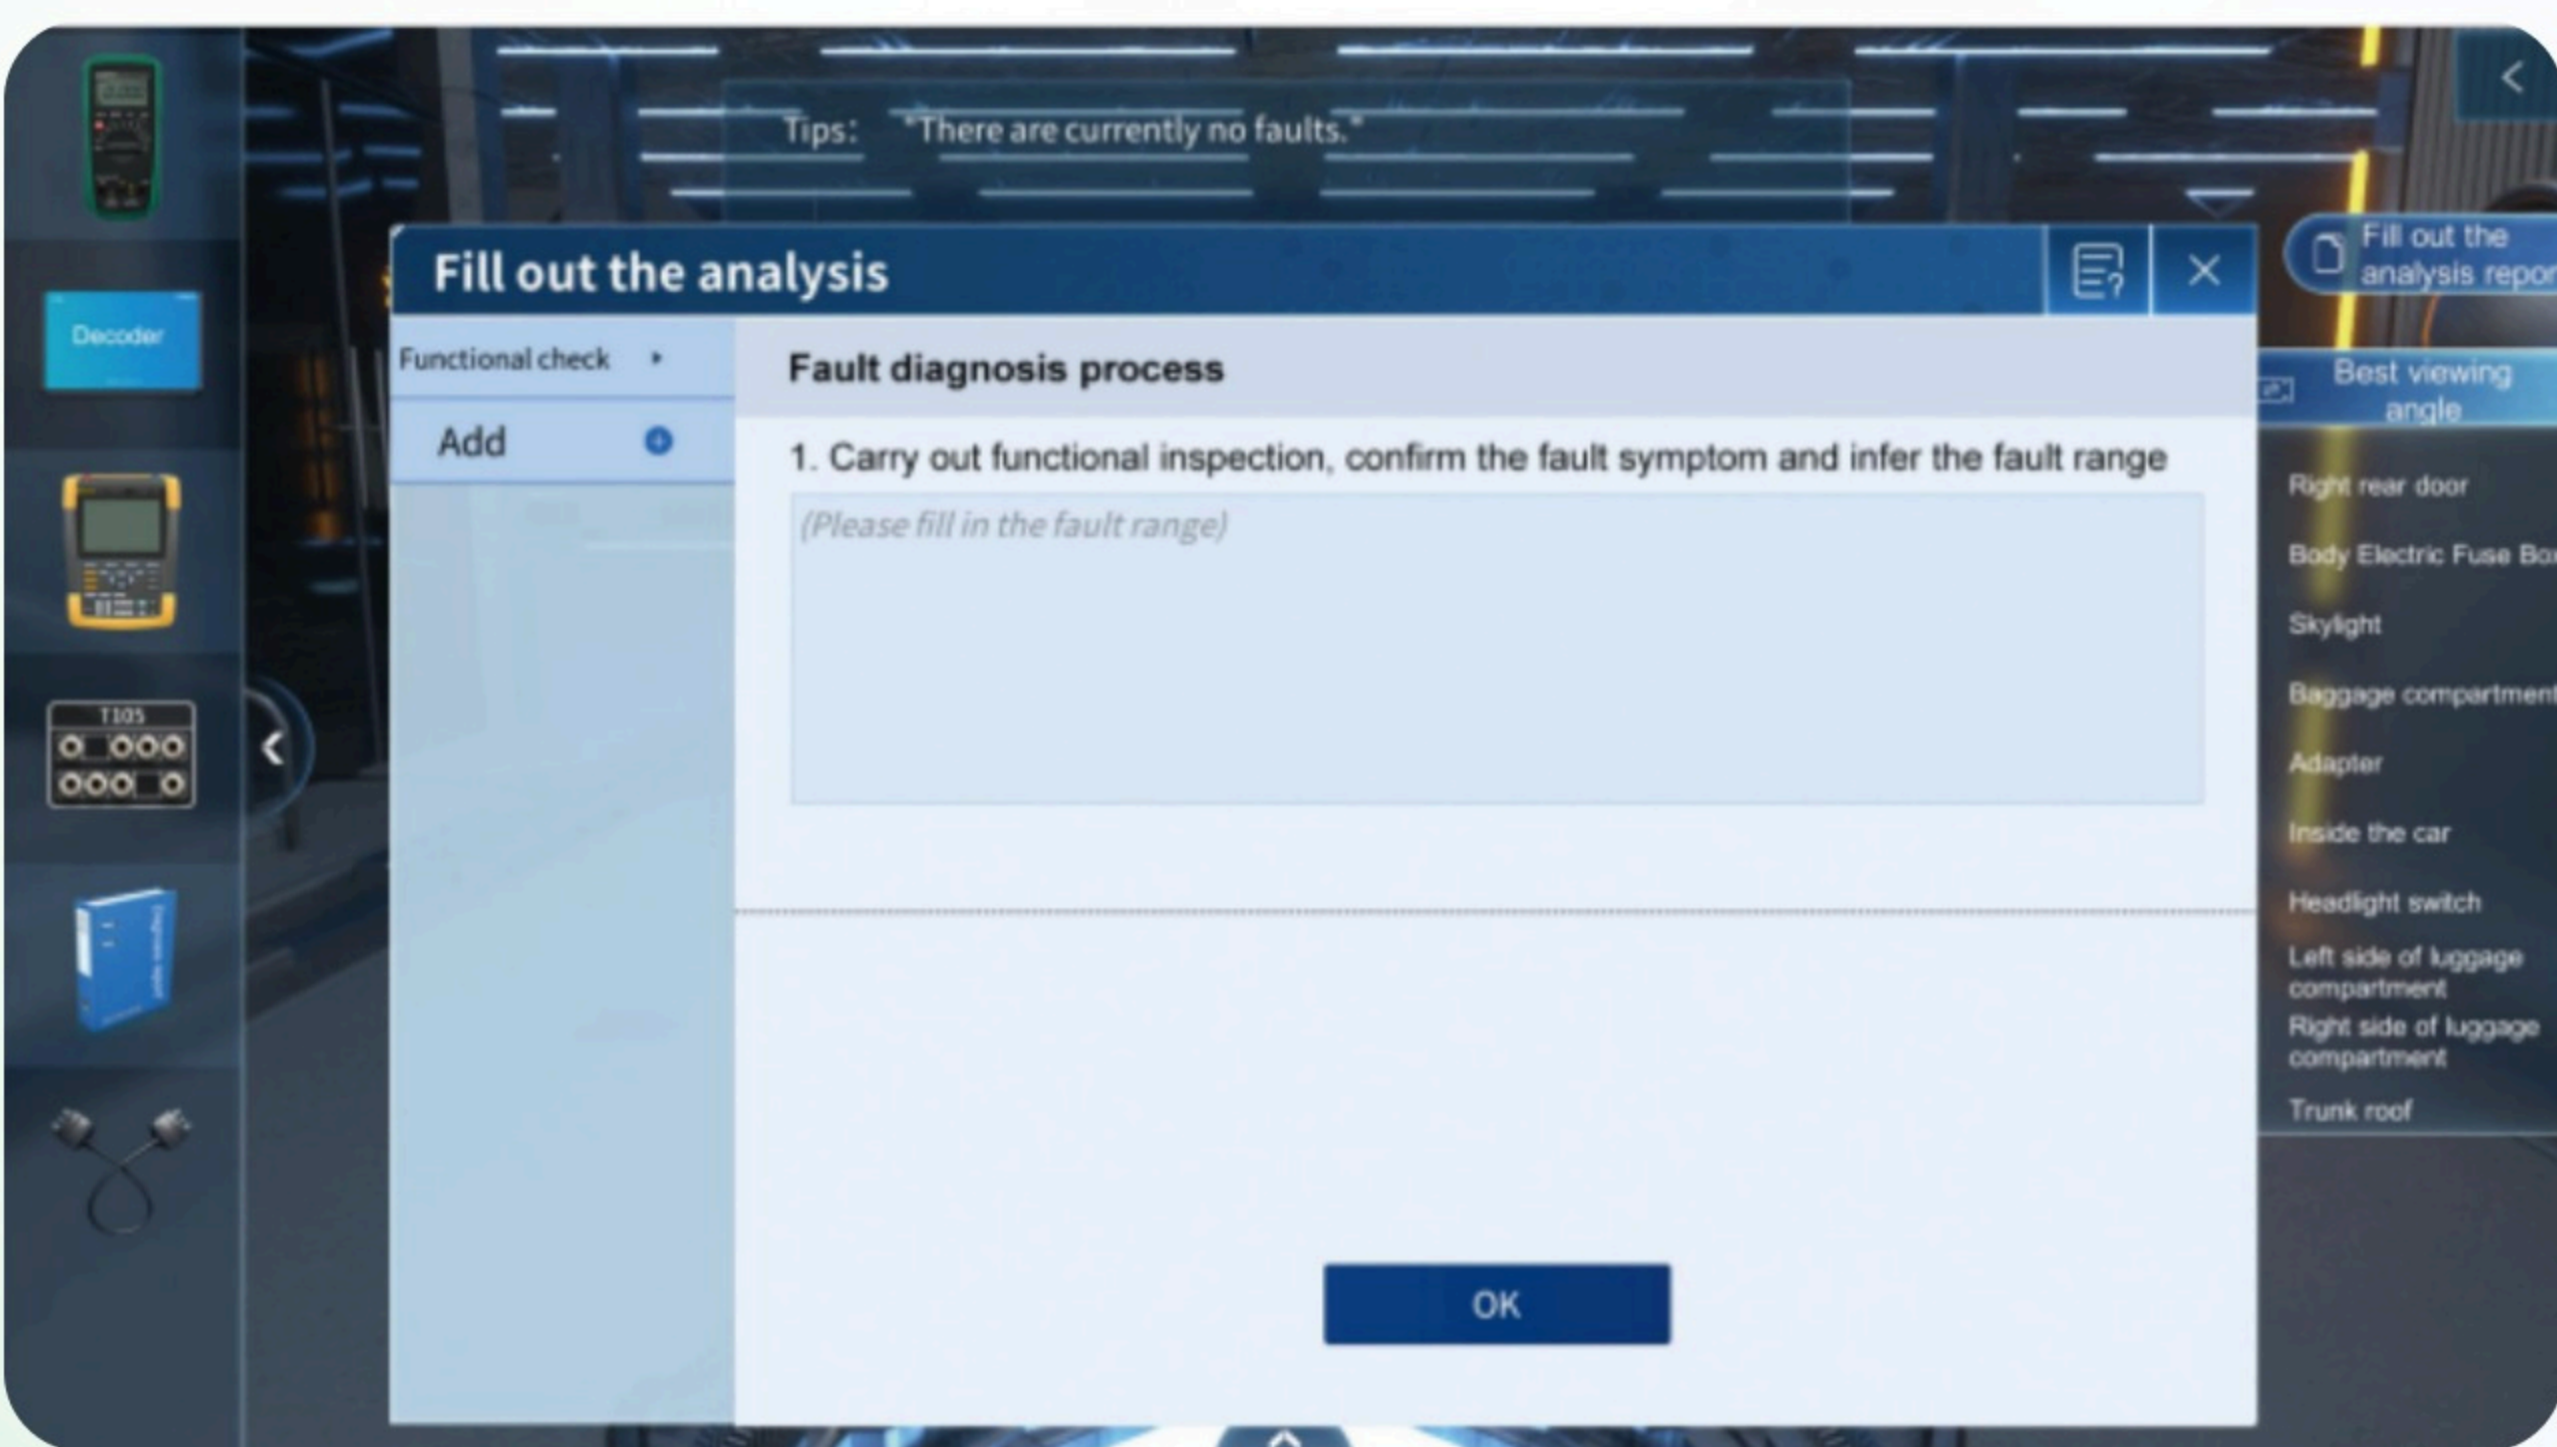 Tips: "There are currently no faults."
Decoder
T105
Fill out the analysis
Functional check
Add
Fault diagnosis process
1. Carry out functional inspection, confirm the fault symptom and infer the fault range
(Please fill in the fault range)
OK
Fill out the
analysis repor
Best viewing
angle
Right rear door
Body Electric Fuse Box
Skylight
Baggage compartment
Adapter
Inside the car
Headlight switch
Left side of luggage
compartment
Right side of luggage
compartment
Trunk roof